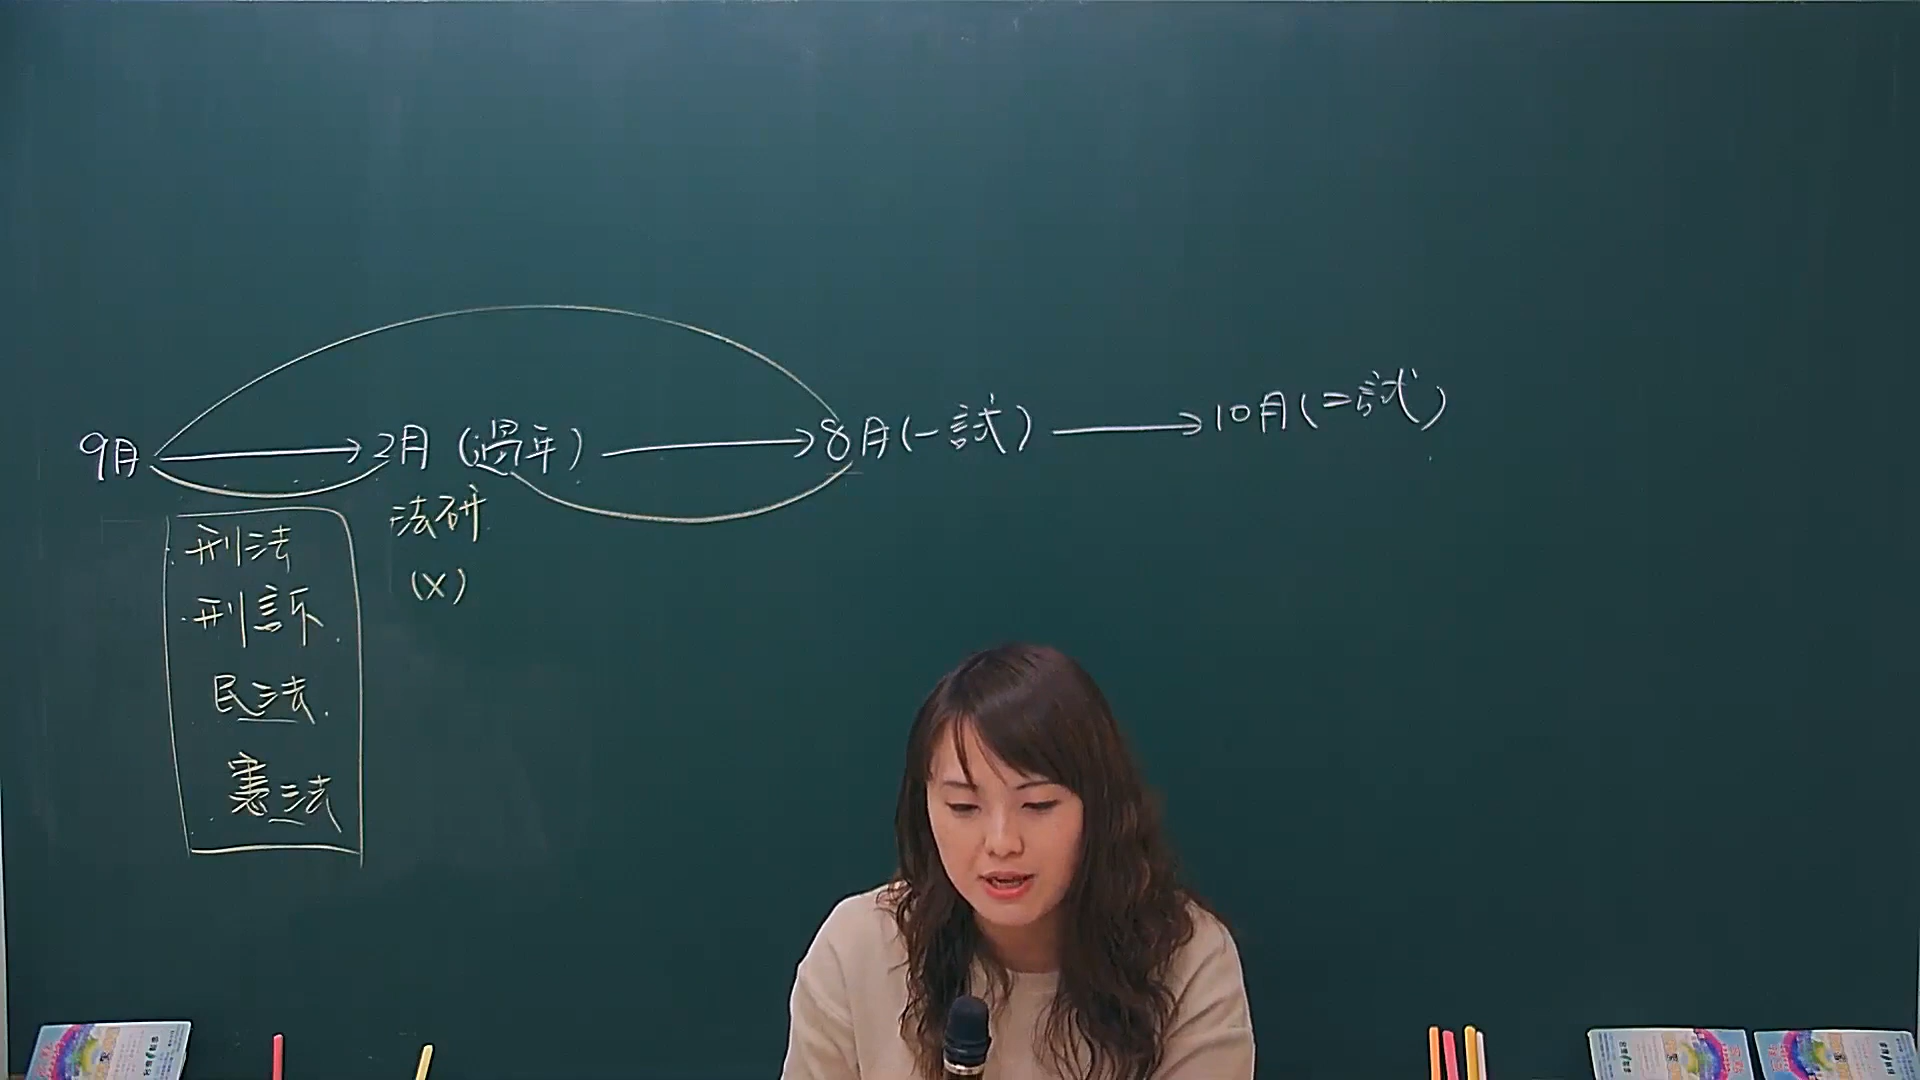 9月 → 2月(過年) → 8月(一試) → 10月(二試)
法研
(X)
·刑法
·刑訴.
民法.
憲法